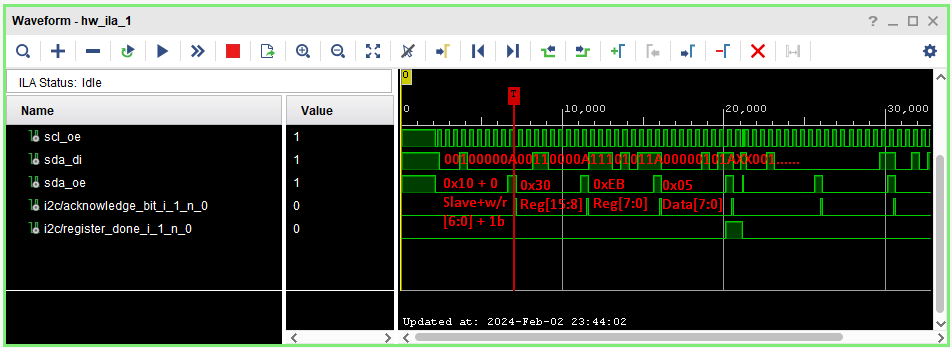 Waveform - hw_ila_1
ILA Status: Idle
Name Value
scl_oe 1
sda_di 1
sda_oe 1
i2c/acknowledge_bit_i_1_n_0 0
i2c/register_done_i_1_n_0 0
0
T
0 10,000 20,000 30,000
00100000A00110000A11101011A00000101AXX001......
0x10 + 0 0x30 0xEB 0x05
Slave+w/r Reg[15:8] Reg[7:0] Data[7:0]
[6:0] + 1b
Updated at: 2024-Feb-02 23:44:02